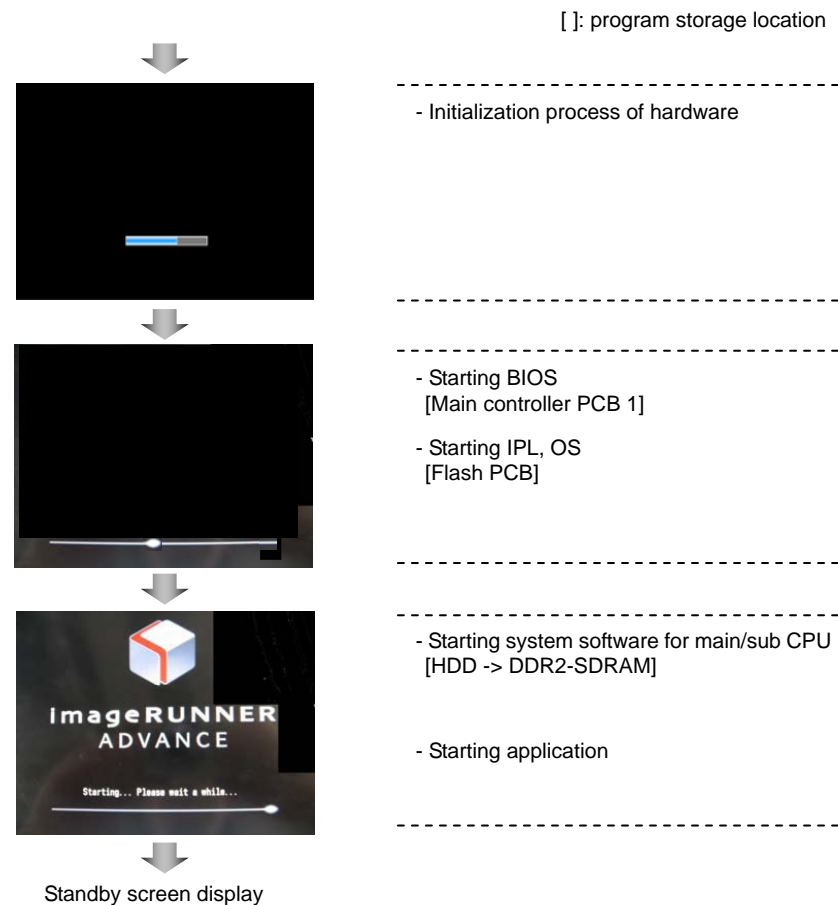 [ ]: program storage location
- Initialization process of hardware
- Starting BIOS
[Main controller PCB 1]
- Starting IPL, OS
[Flash PCB]
- Starting system software for main/sub CPU
[HDD -> DDR2-SDRAM]
imageRUNNER
ADVANCE
- Starting application
Starting... Please wait a while...
Standby screen display